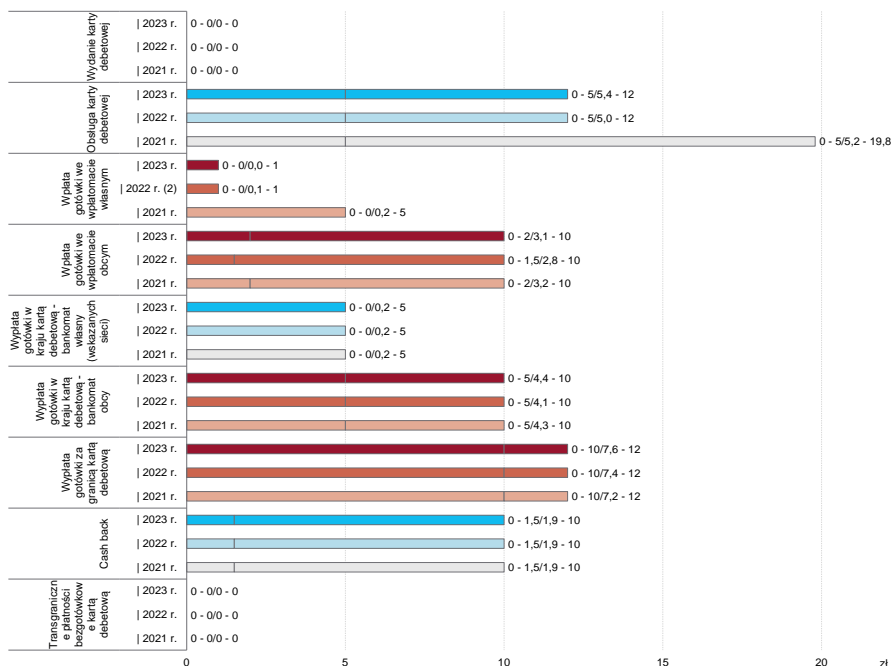 Wydanie karty
debetowej
| 2023 r.
0 - 0/0 - 0
| 2022 r.
0 - 0/0 - 0
| 2021 r.
0 - 0/0 - 0
Obsługa karty
debetowej
| 2023 r.
0 - 5/5,4 - 12
| 2022 r.
0 - 5/5,0 - 12
| 2021 r.
0 - 5/5,2 - 19,8
Wpłata
gotówki we
wpłatomacie
własnym
| 2023 r.
0 - 0/0,0 - 1
| 2022 r. (2)
0 - 0/0,1 - 1
| 2021 r.
0 - 0/0,2 - 5
Wpłata
gotówki we
wpłatomacie
obcym
| 2023 r.
0 - 2/3,1 - 10
| 2022 r.
0 - 1,5/2,8 - 10
| 2021 r.
0 - 2/3,2 - 10
Wypłata
gotówki w
kraju kartą
debetową -
bankomat
własny
(wskazanych
sieci)
| 2023 r.
0 - 0/0,2 - 5
| 2022 r.
0 - 0/0,2 - 5
| 2021 r.
0 - 0/0,2 - 5
Wypłata
gotówki w
kraju kartą
debetową -
bankomat
obcy
| 2023 r.
0 - 5/4,4 - 10
| 2022 r.
0 - 5/4,1 - 10
| 2021 r.
0 - 5/4,3 - 10
Wypłata
gotówki za
granicą kartą
debetową
| 2023 r.
0 - 10/7,6 - 12
| 2022 r.
0 - 10/7,4 - 12
| 2021 r.
0 - 10/7,2 - 12
Cash back
| 2023 r.
0 - 1,5/1,9 - 10
| 2022 r.
0 - 1,5/1,9 - 10
| 2021 r.
0 - 1,5/1,9 - 10
Transgraniczn
e płatności
bezgotówkow
e kartą
debetową
| 2023 r.
0 - 0/0 - 0
| 2022 r.
0 - 0/0 - 0
| 2021 r.
0 - 0/0 - 0
0 5 10 15 20 zł